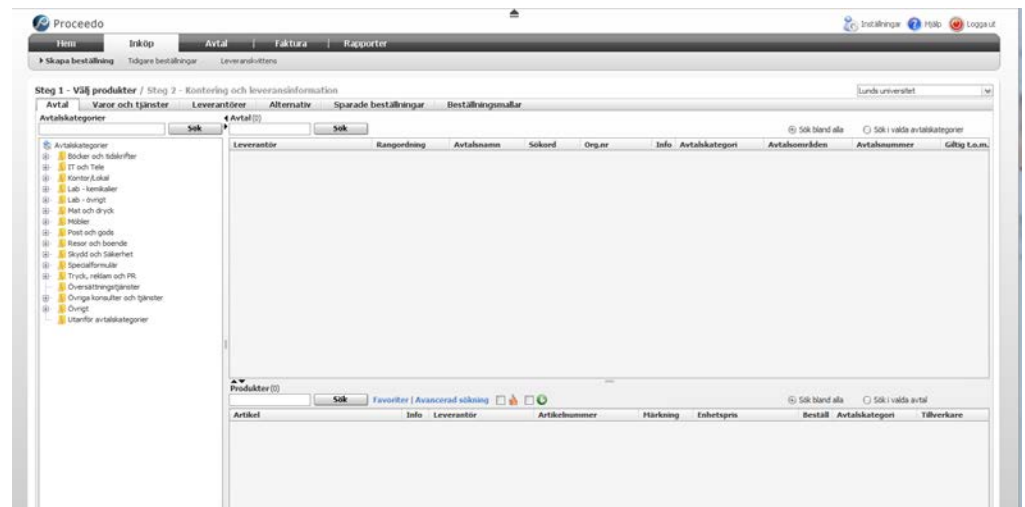 Proceedo
Inställningar Hjälp Logga ut
Hem Inköp Avtal Faktura Rapporter
Skapa beställning Tidigare beställningar Leveranskvittens
Steg 1 - Välj produkter / Steg 2 - Kontering och leveransinformation Lunds universitet
Avtal Varor och tjänster Leverantörer Alternativ Sparade beställningar Beställningsmallar
Avtalskategorier Avtal(0)
Sök Sök Sök bland alla Sök i valda avtalskategorier
Avtalskategorier
Böcker och tidskrifter
IT och Tele
Kontor/Lokal
Lab - kemikalier
Lab - övrigt
Mat och dryck
Möbler
Post och gods
Resor och boende
Skydd och Säkerhet
Specialformulär
Tryck, reklam och PR
Översättningstjänster
Övriga konsulter och tjänster
Övrigt
Utanför avtalskategorier
Leverantör Rangordning Avtalsnamn Sökord Org.nr Info Avtalskategori Avtalsområden Avtalsnummer Giltig t.o.m.
Produkter(0)
Sök Favoriter | Avancerad sökning Sök bland alla Sök i valda avtal
Artikel Info Leverantör Artikelnummer Märkning Enhetspris Beställ Avtalskategori Tillverkare